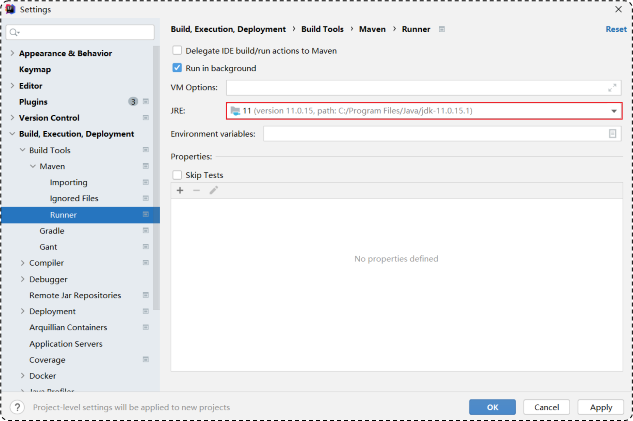 Settings
Build, Execution, Deployment > Build Tools > Maven > Runner
Reset
Appearance & Behavior
Keymap
Editor
Plugins 3
Version Control
Build, Execution, Deployment
Build Tools
Maven
Importing
Ignored Files
Runner
Gradle
Gant
Compiler
Debugger
Remote Jar Repositories
Deployment
Arquillian Containers
Application Servers
Coverage
Docker
Java Profiler
Delegate IDE build/run actions to Maven
Run in background
VM Options:
JRE: 11 (version 11.0.15, path: C:/Program Files/Java/jdk-11.0.15.1)
Environment variables:
Properties:
Skip Tests
No properties defined
? Project-level settings will be applied to new projects
OK
Cancel
Apply